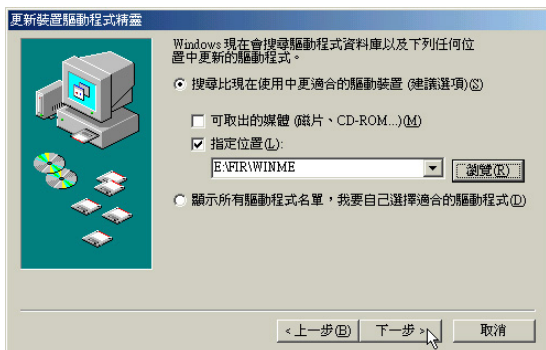 更新裝置驅動程式精靈
Windows 現在會搜尋驅動程式資料庫以及下列任何位
置中更新的驅動程式。
搜尋比現在使用中更適合的驅動裝置 (建議選項)(S)
可取出的媒體 (磁片、CD-ROM...)(M)
指定位置(L):
E:\FIR\WINME
瀏覽(R)
顯示所有驅動程式名單，我要自己選擇適合的驅動程式(D)
<上一步(B)
下一步 >
取消